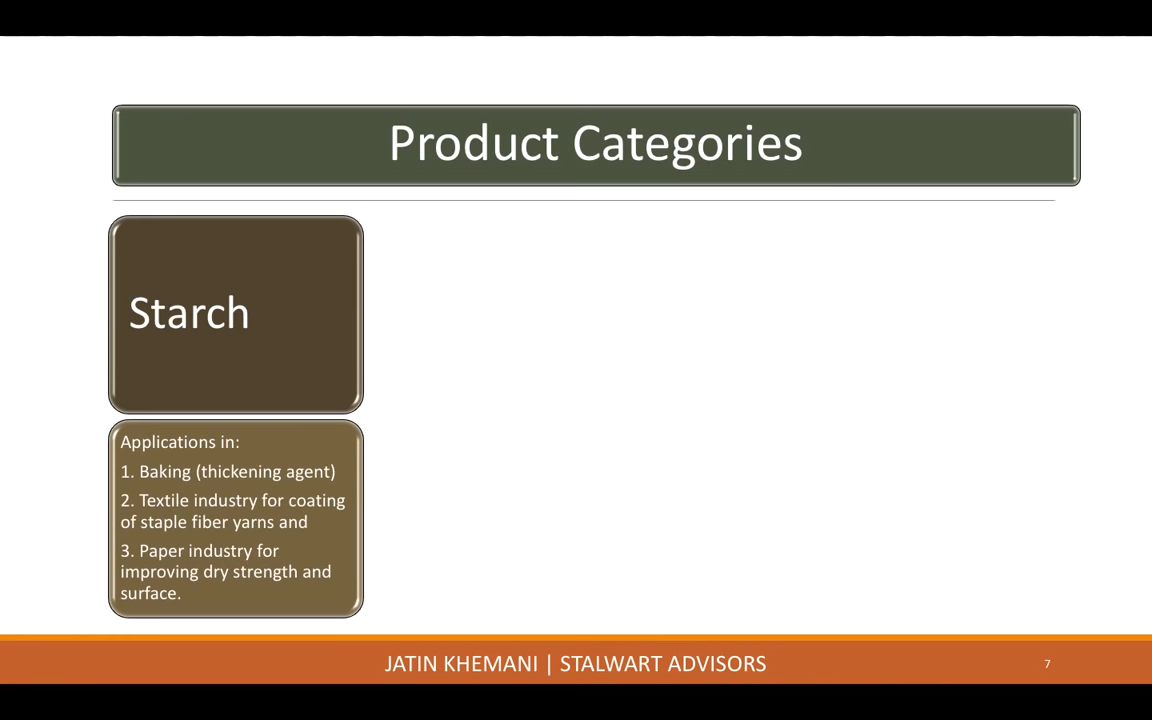 Product Categories
Starch
Applications in:
1. Baking (thickening agent)
2. Textile industry for coating
of staple fiber yarns and
3. Paper industry for
improving dry strength and
surface.
JATIN KHEMANI | STALWART ADVISORS
7